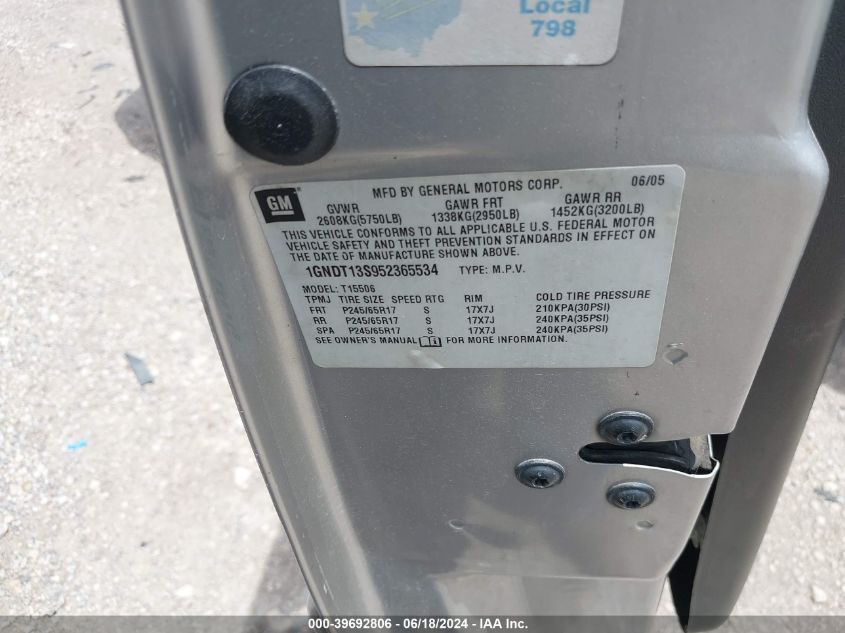 Local
798
GM
MFD BY GENERAL MOTORS CORP. 06/05
GVWR GAWR FRT GAWR RR
2608KG(5750LB) 1338KG(2950LB) 1452KG(3200LB)
THIS VEHICLE CONFORMS TO ALL APPLICABLE U.S. FEDERAL MOTOR
VEHICLE SAFETY AND THEFT PREVENTION STANDARDS IN EFFECT ON
THE DATE OF MANUFACTURE SHOWN ABOVE.
1GNDT13S952365534 TYPE: M.P.V.
MODEL: T15506
TPMJ TIRE SIZE SPEED RTG RIM COLD TIRE PRESSURE
FRT P245/65R17 S 17X7J 210KPA(30PSI)
RR P245/65R17 S 17X7J 240KPA(35PSI)
SPA P245/65R17 S 17X7J 240KPA(35PSI)
SEE OWNER'S MANUAL FOR MORE INFORMATION.
000-39692806 - 06/18/2024 - IAA Inc.